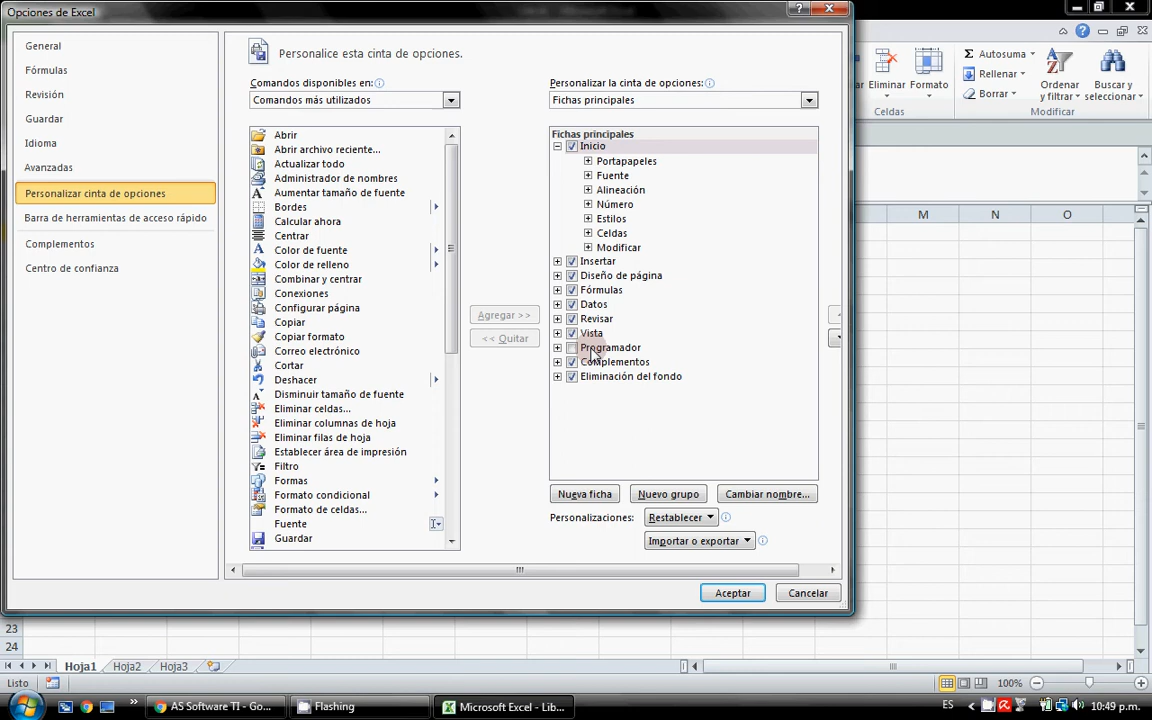 Opciones de Excel
General
Fórmulas
Revisión
Guardar
Idioma
Avanzadas
Personalizar cinta de opciones
Barra de herramientas de acceso rápido
Complementos
Centro de confianza
Personalice esta cinta de opciones.
Comandos disponibles en:
Comandos más utilizados
Abrir
Abrir archivo reciente...
Actualizar todo
Administrador de nombres
Aumentar tamaño de fuente
Bordes
Calcular ahora
Centrar
Color de fuente
Color de relleno
Combinar y centrar
Conexiones
Configurar página
Copiar
Copiar formato
Correo electrónico
Cortar
Deshacer
Disminuir tamaño de fuente
Eliminar celdas...
Eliminar columnas de hoja
Eliminar filas de hoja
Establecer área de impresión
Filtro
Formas
Formato condicional
Formato de celdas...
Fuente
Guardar
Agregar >>
<< Quitar
Personalizar la cinta de opciones:
Fichas principales
Fichas principales
Inicio
Portapapeles
Fuente
Alineación
Número
Estilos
Celdas
Modificar
Insertar
Diseño de página
Fórmulas
Datos
Revisar
Vista
Programador
Complementos
Eliminación del fondo
Nueva ficha
Nuevo grupo
Cambiar nombre...
Personalizaciones:
Restablecer
Importar o exportar
Aceptar
Cancelar
Eliminar
Formato
Celdas
Autosuma
Rellenar
Borrar
Ordenar
y filtrar
Buscar y
seleccionar
Modificar
M N O
23
24
Hoja1 Hoja2 Hoja3
Listo
100%
AS Software TI - Go...
Flashing
Microsoft Excel - Lib...
ES
10:49 p.m.